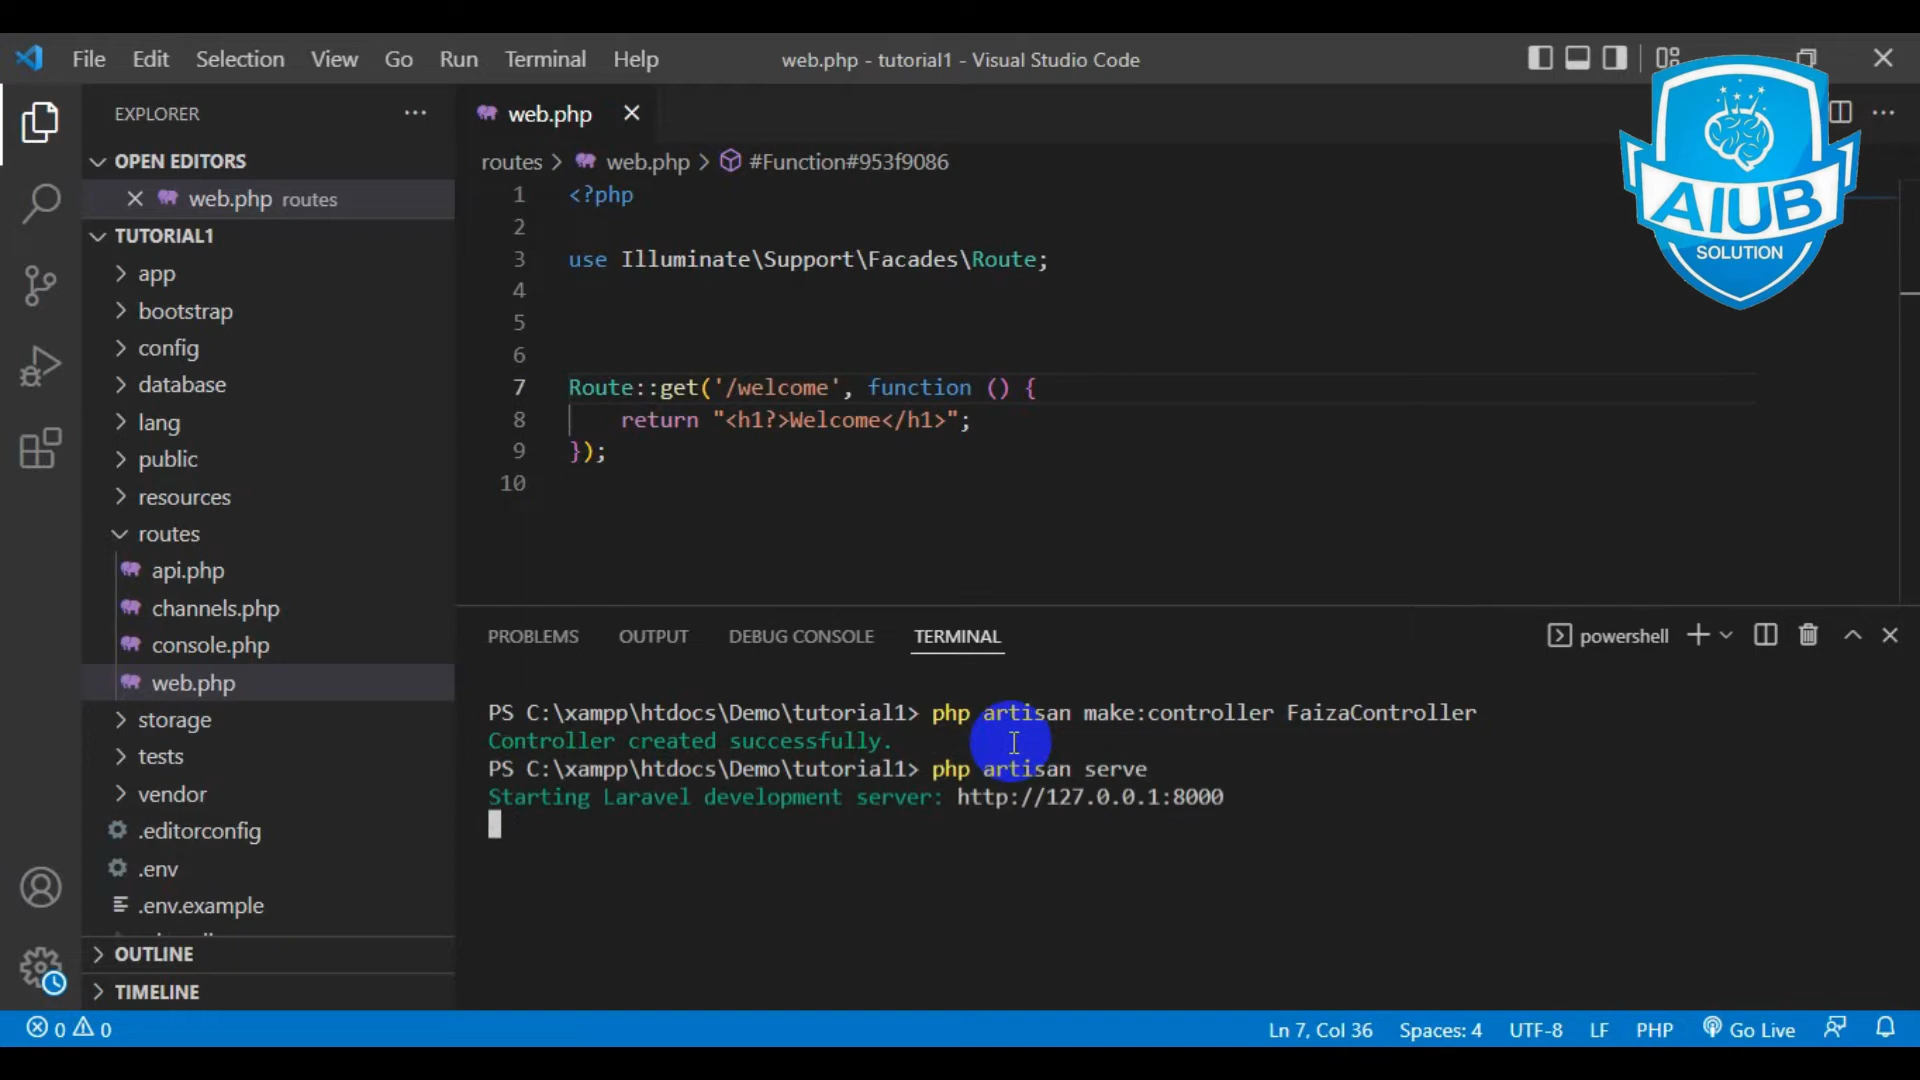 File Edit Selection View Go Run Terminal Help
web.php - tutorial1 - Visual Studio Code
EXPLORER
OPEN EDITORS
web.php routes
TUTORIAL1
app
bootstrap
config
database
lang
public
resources
routes
api.php
channels.php
console.php
web.php
storage
tests
vendor
.editorconfig
.env
.env.example
OUTLINE
TIMELINE
web.php
routes > web.php > #Function#953f9086
1 <?php
2
3 use Illuminate\Support\Facades\Route;
4
5
6
7 Route::get('/welcome', function () {
8 return "<h1?>Welcome</h1>";
9 });
10
AIUB
SOLUTION
PROBLEMS OUTPUT DEBUG CONSOLE TERMINAL
powershell
PS C:\xampp\htdocs\Demo\tutorial1> php artisan make:controller FaizaController
Controller created successfully.
PS C:\xampp\htdocs\Demo\tutorial1> php artisan serve
Starting Laravel development server: http://127.0.0.1:8000
0 0
Ln 7, Col 36 Spaces: 4 UTF-8 LF PHP Go Live